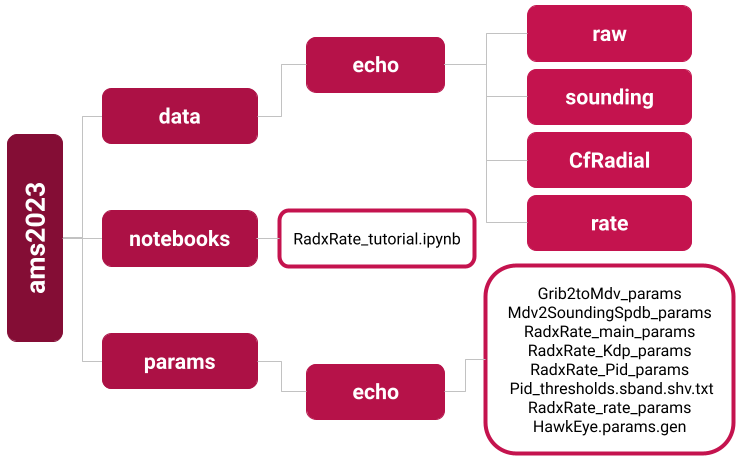 ams2023
data
echo
raw
sounding
CfRadial
rate
notebooks
RadxRate_tutorial.ipynb
params
echo
Grib2toMdv_params
Mdv2SoundingSpdb_params
RadxRate_main_params
RadxRate_Kdp_params
RadxRate_Pid_params
Pid_thresholds.sband.shv.txt
RadxRate_rate_params
HawkEye.params.gen